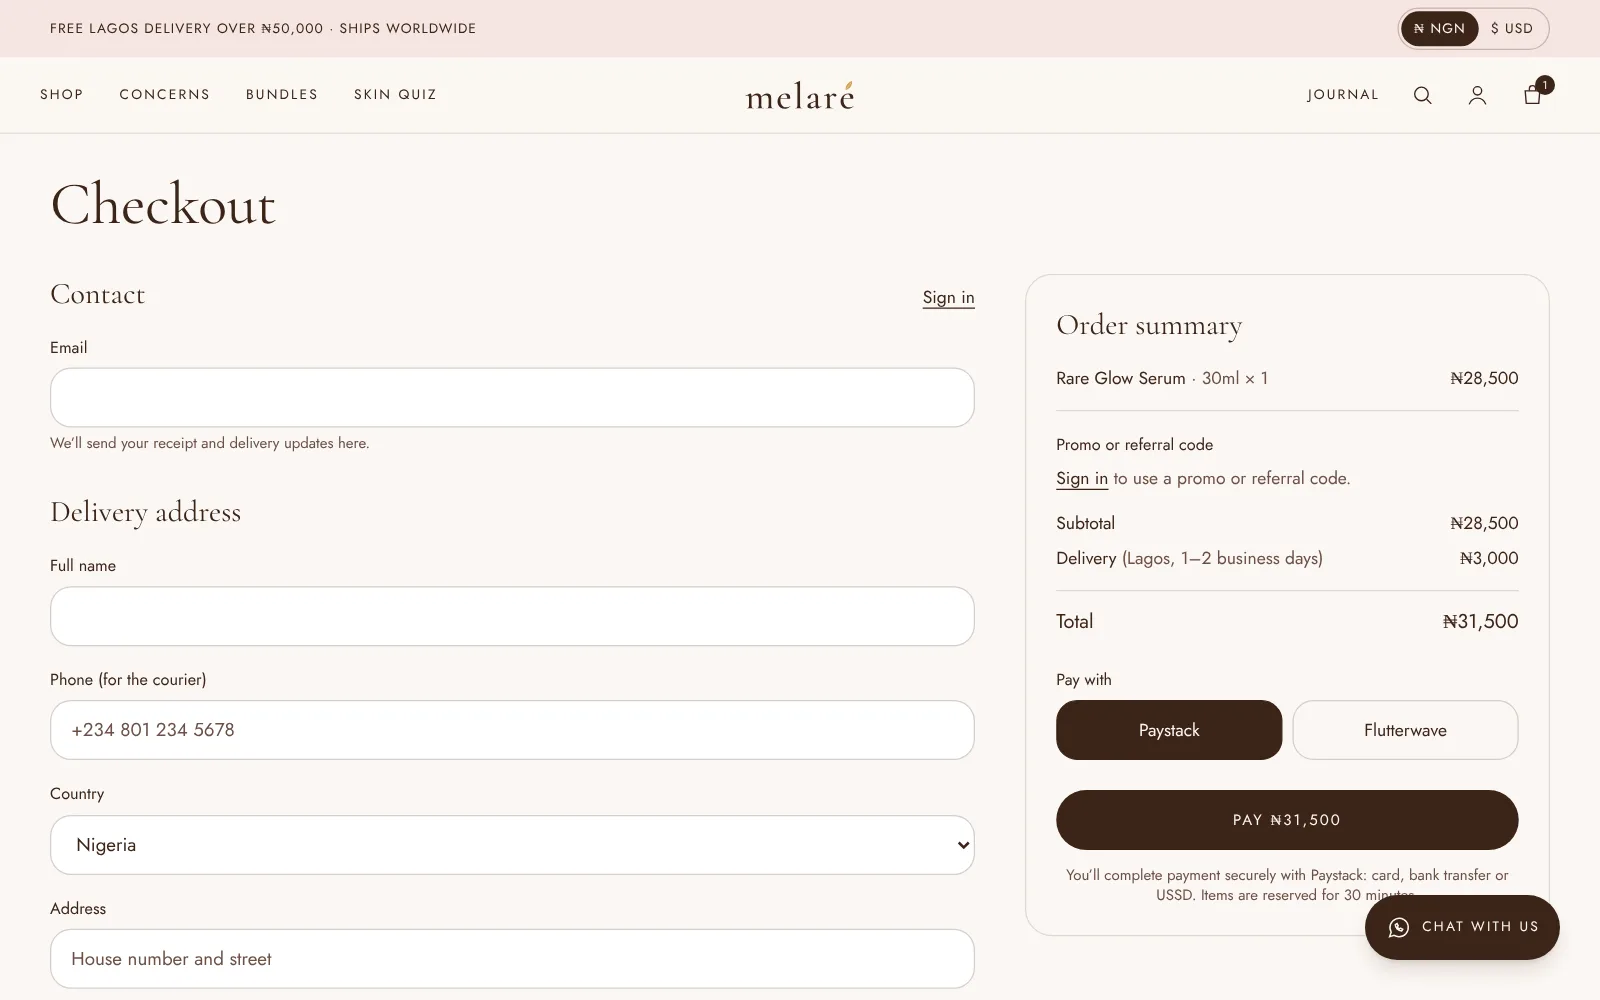 FREE LAGOS DELIVERY OVER ₦50,000 · SHIPS WORLDWIDE
₦ NGN
$ USD
SHOP
CONCERNS
BUNDLES
SKIN QUIZ
melaré
JOURNAL
1
Checkout
Contact
Sign in
Email
We'll send your receipt and delivery updates here.
Delivery address
Full name
Phone (for the courier)
+234 801 234 5678
Country
Nigeria
Address
House number and street
Order summary
Rare Glow Serum · 30ml × 1 ₦28,500
Promo or referral code
Sign in to use a promo or referral code.
Subtotal ₦28,500
Delivery (Lagos, 1–2 business days) ₦3,000
Total ₦31,500
Pay with
Paystack
Flutterwave
PAY ₦31,500
You'll complete payment securely with Paystack: card, bank transfer or
USSD. Items are reserved for 30 minutes.
CHAT WITH US